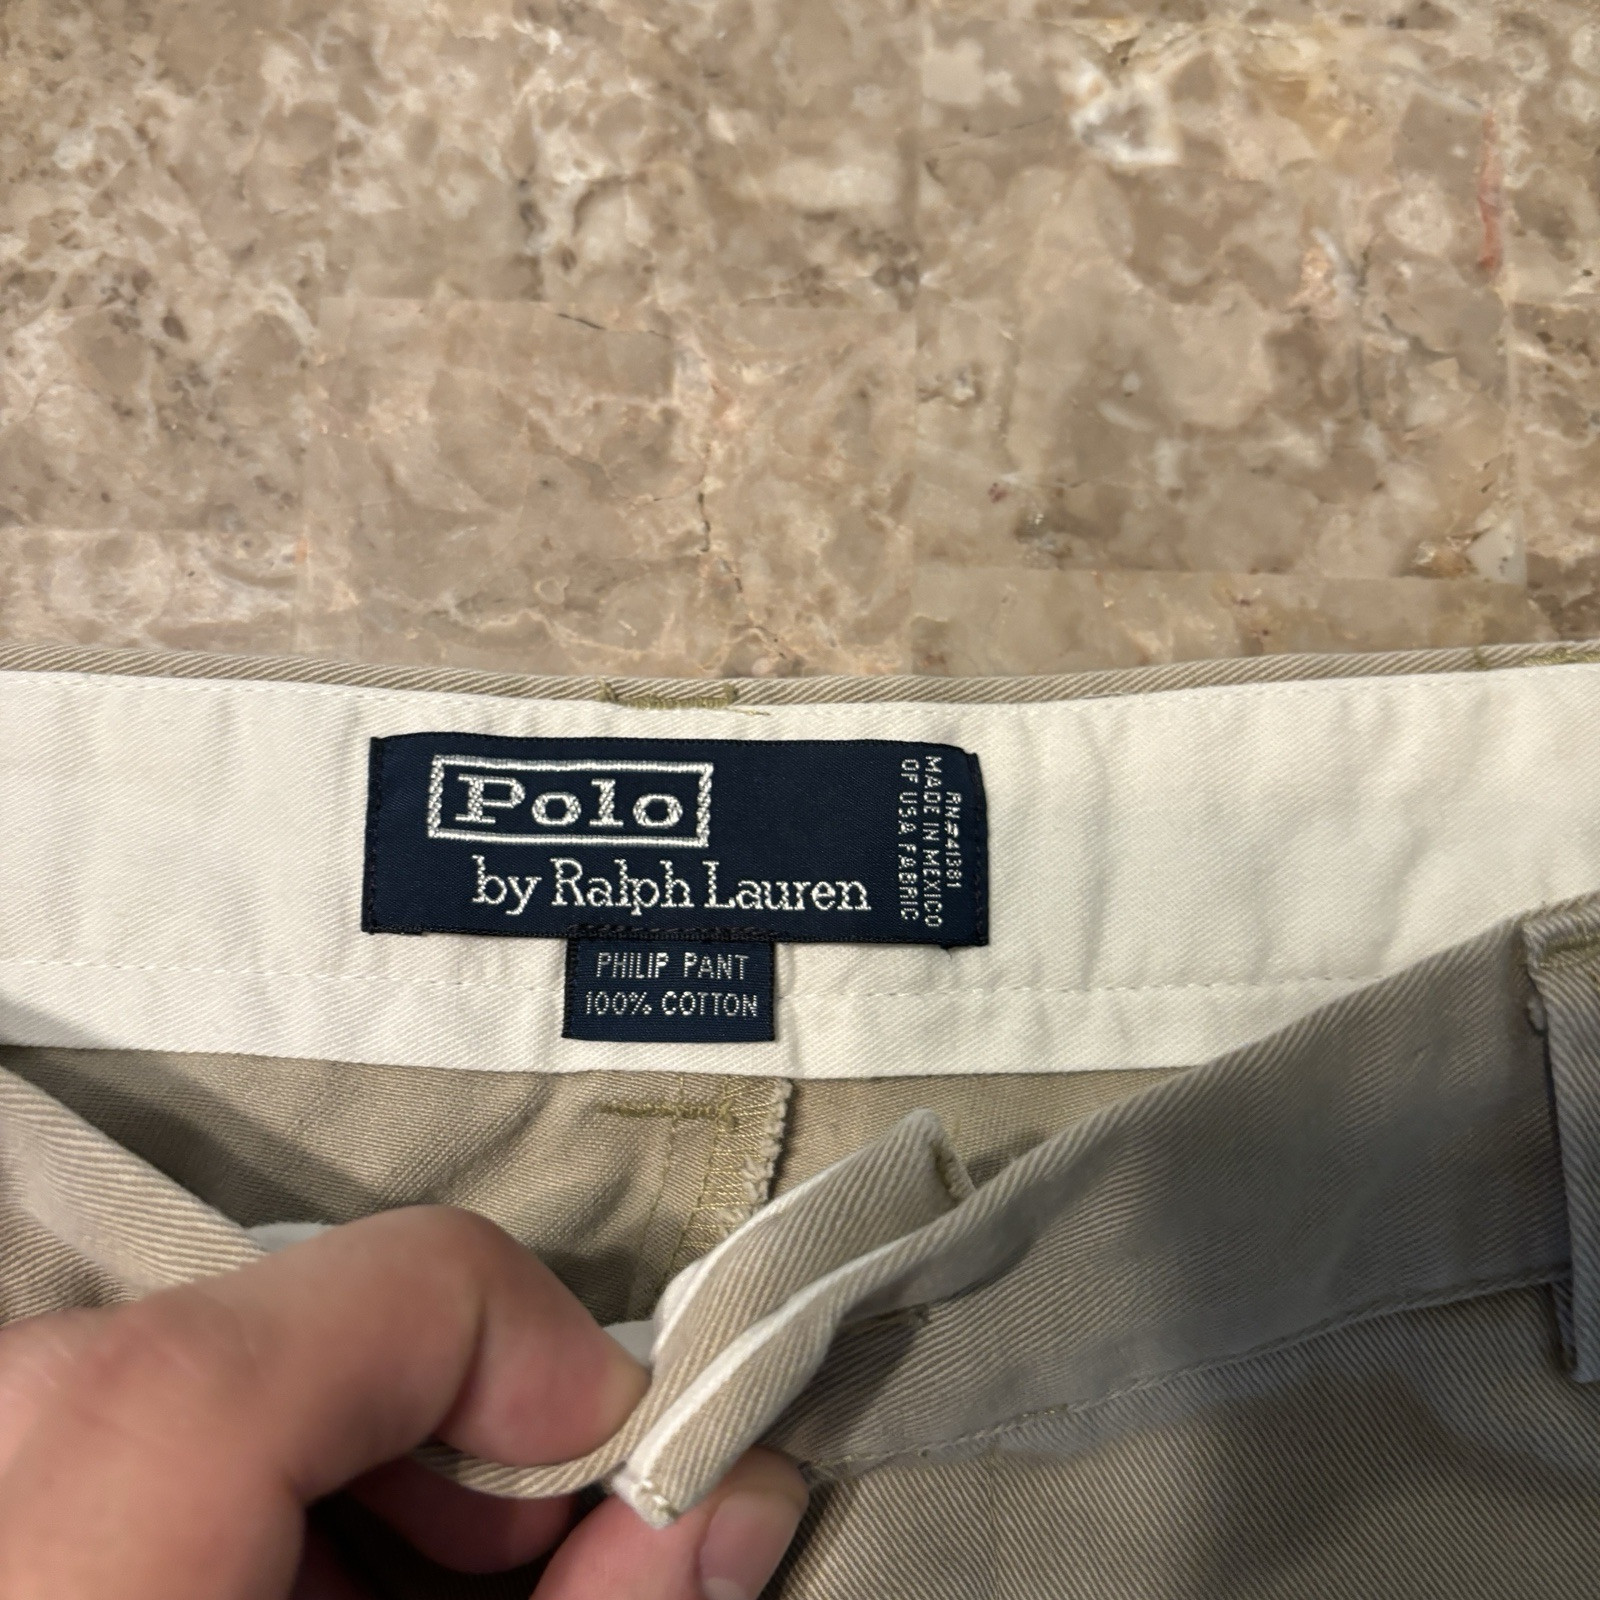 Polo
by Ralph Lauren
RN#41381
MADE IN MEXICO
OF USA FABRIC
PHILIP PANT
100% COTTON